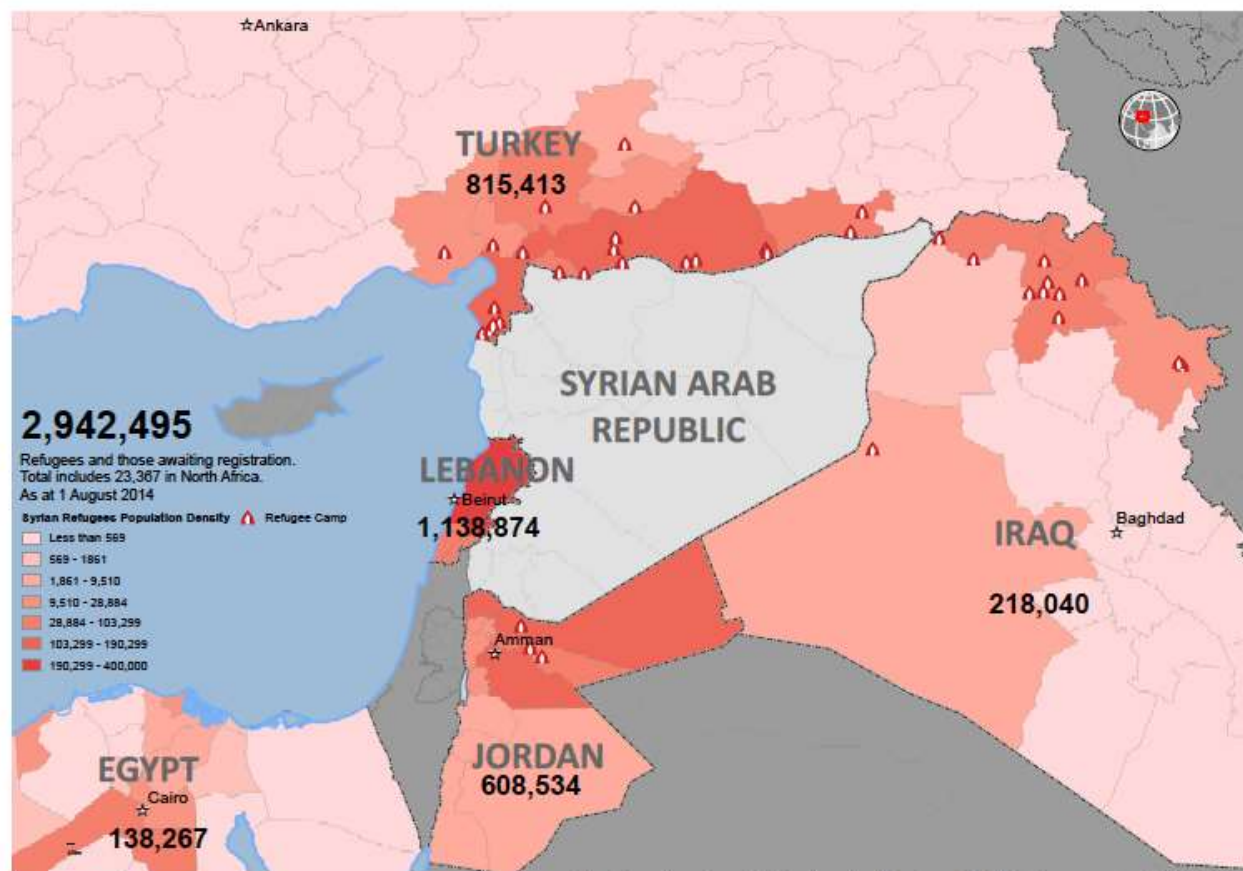 Ankara
TURKEY
815,413
SYRIAN ARAB
REPUBLIC
2,942,495
Refugees and those awaiting registration.
Total includes 23,367 in North Africa.
As at 1 August 2014
Syrian Refugees Population Density Refugee Camp
Less than 569
569 - 1861
1,861 - 9,510
9,510 - 28,884
28,884 - 103,299
103,299 - 190,299
190,299 - 400,000
LEBANON
Beirut
1,138,874
IRAQ
Baghdad
218,040
Amman
JORDAN
608,534
EGYPT
Cairo
138,267